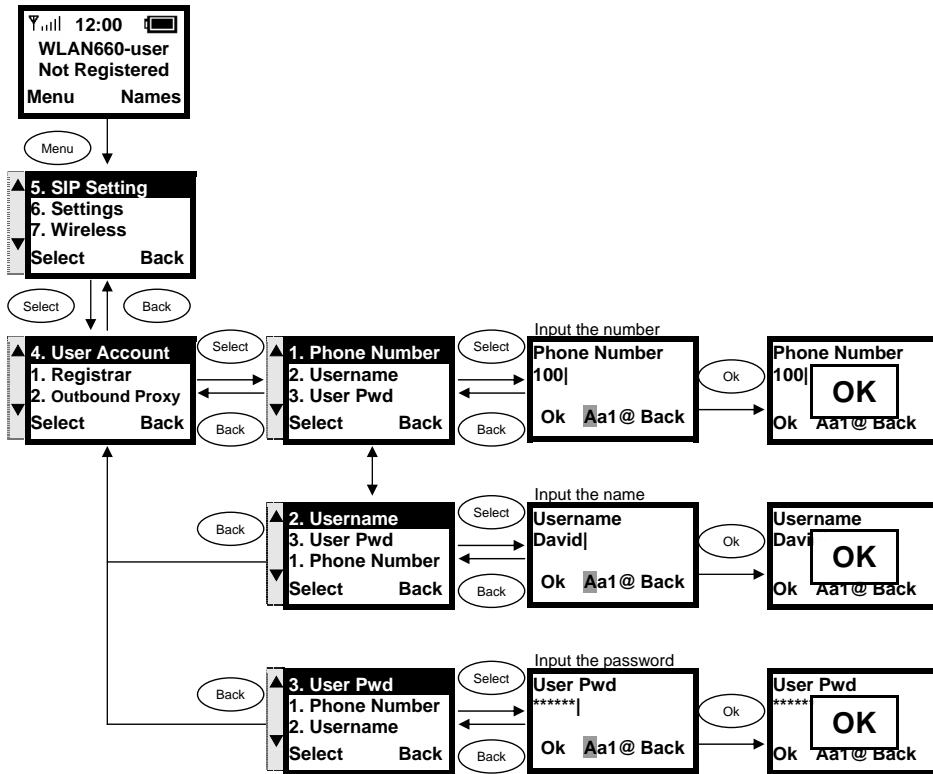 12:00
WLAN660-user
Not Registered
Menu Names
Menu
5. SIP Setting
6. Settings
7. Wireless
Select Back
Select
Back
4. User Account
1. Registrar
2. Outbound Proxy
Select Back
Select
Back
1. Phone Number
2. Username
3. User Pwd
Select Back
Select
Back
Input the number
Phone Number
100|
Ok Aa1@ Back
Ok
Phone Number
100|
OK
Ok Aa1@ Back
Back
2. Username
3. User Pwd
1. Phone Number
Select Back
Select
Back
Input the name
Username
David|
Ok Aa1@ Back
Ok
Username
Davi
OK
Ok Aa1@ Back
Back
3. User Pwd
1. Phone Number
2. Username
Select Back
Select
Back
Input the password
User Pwd
******|
Ok Aa1@ Back
Ok
User Pwd
*****
OK
Ok Aa1@ Back